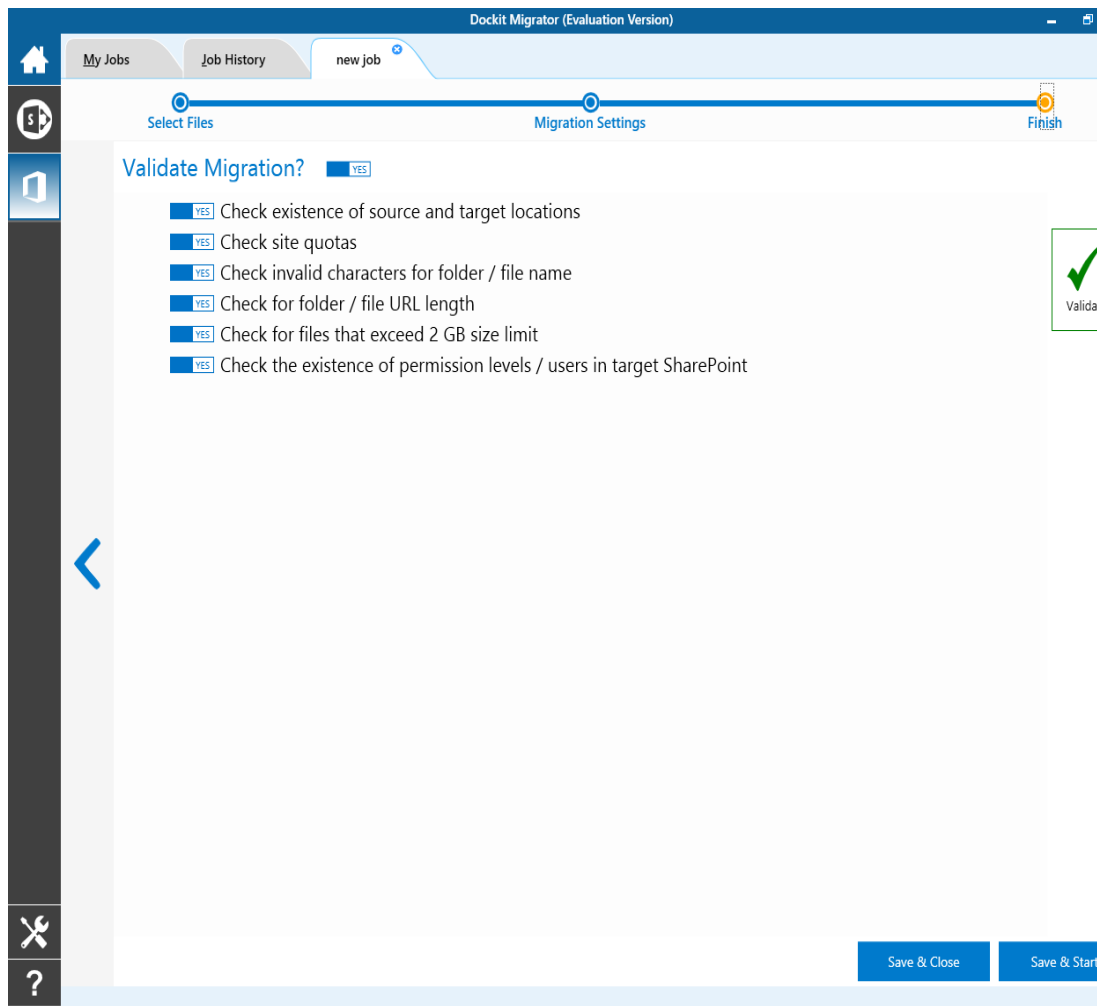 Dockit Migrator (Evaluation Version)
My Jobs
Job History
new job
S
Select Files
Migration Settings
Finish
Validate Migration?
YES
YES Check existence of source and target locations
YES Check site quotas
YES Check invalid characters for folder / file name
YES Check for folder / file URL length
YES Check for files that exceed 2 GB size limit
YES Check the existence of permission levels / users in target SharePoint
Valida
Save & Close
Save & Start
?